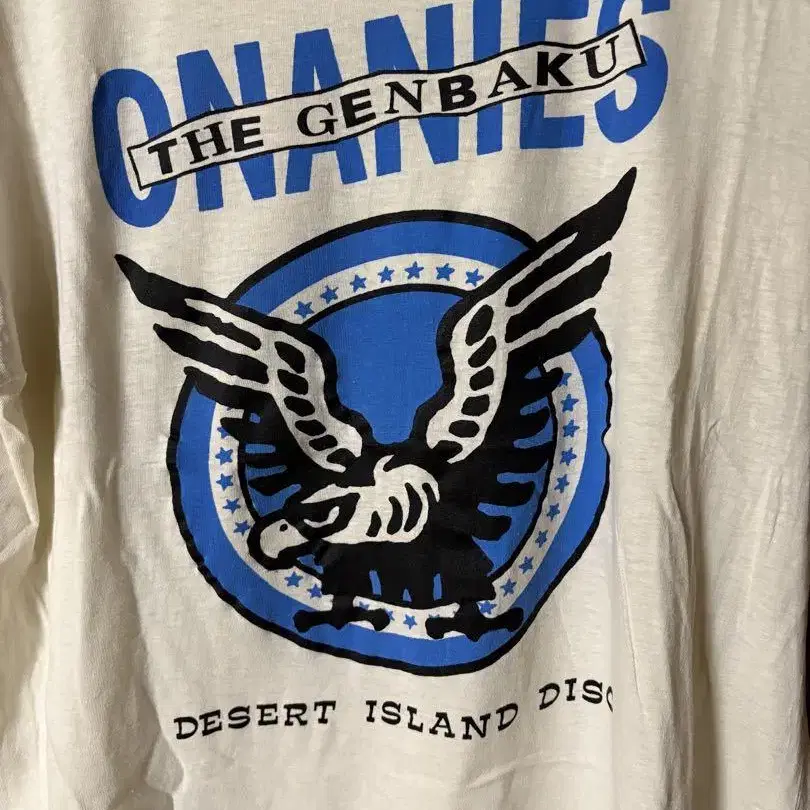 ONANIES
THE GENBAKU
DESERT ISLAND DISC